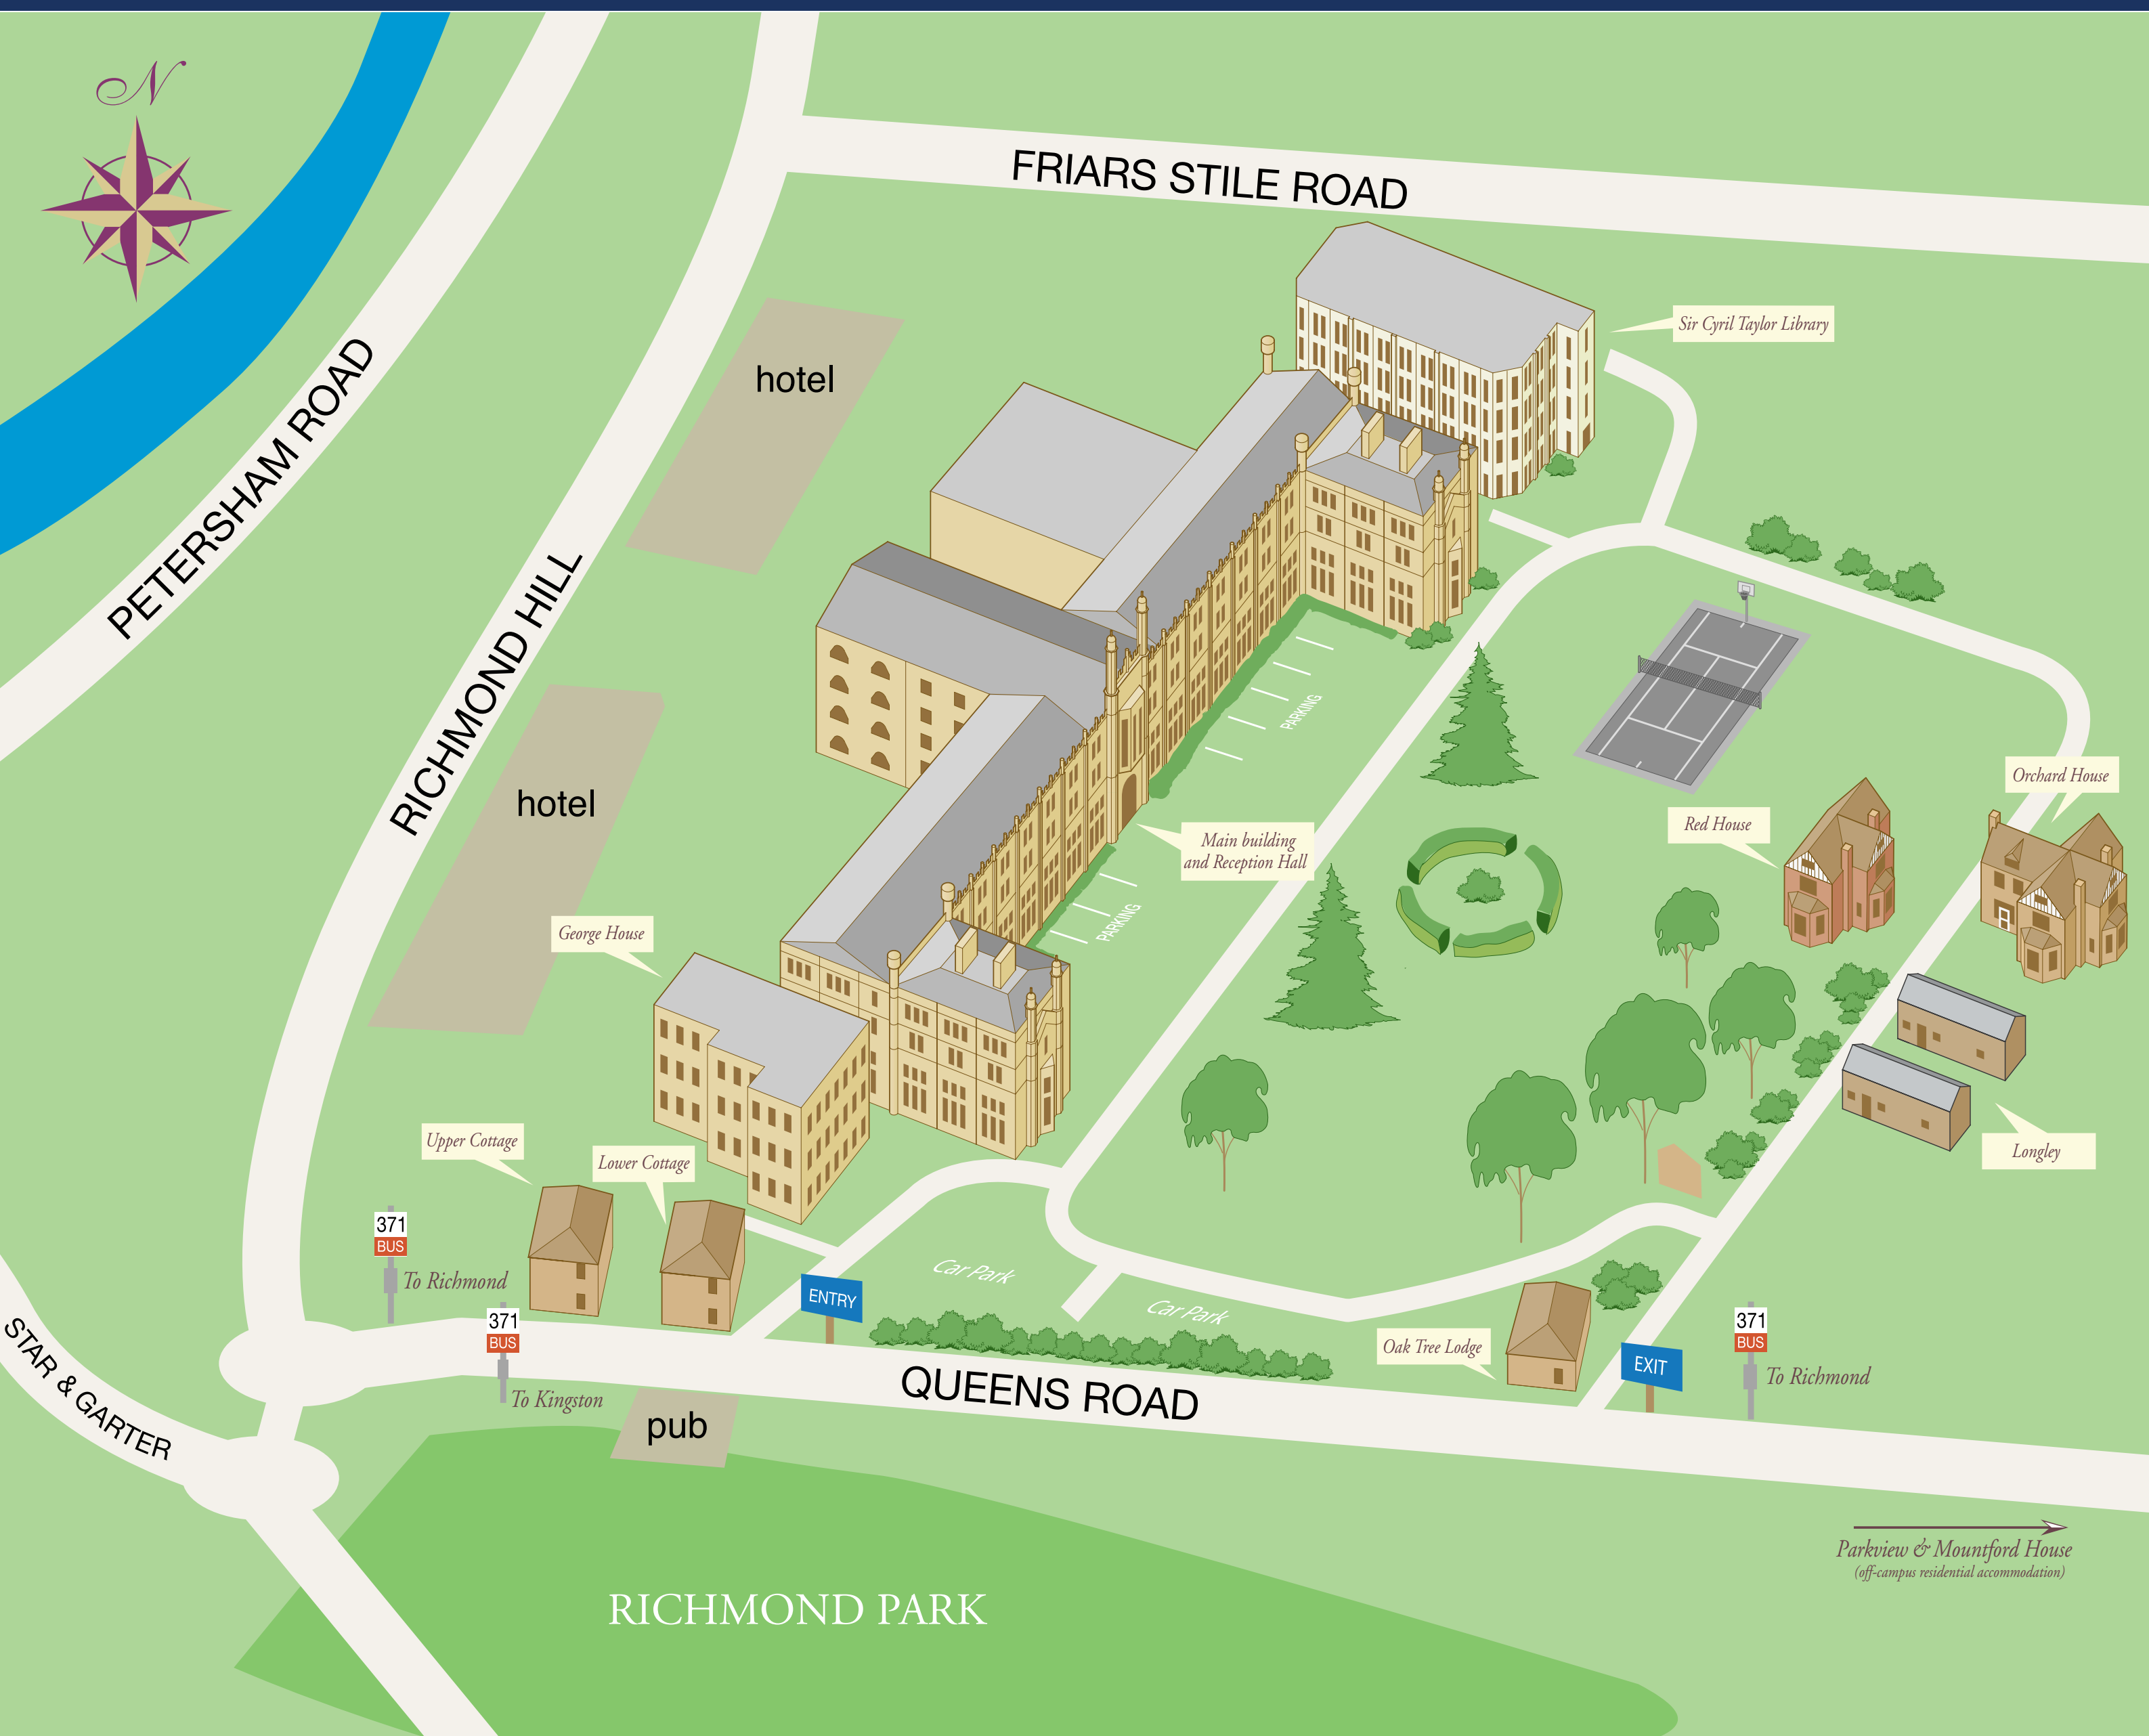 N
FRIARS STILE ROAD
Sir Cyril Taylor Library
hotel
PETERSHAM ROAD
RICHMOND HILL
PARKING
hotel
Orchard House
Red House
Main building
and Reception Hall
PARKING
George House
Upper Cottage
Lower Cottage
Longley
371
BUS
To Richmond
Car Park
ENTRY
Car Park
371
BUS
To Kingston
Oak Tree Lodge
EXIT
371
BUS
To Richmond
STAR & GARTER
QUEENS ROAD
pub
Parkview & Mountford House
(off-campus residential accommodation)
RICHMOND PARK